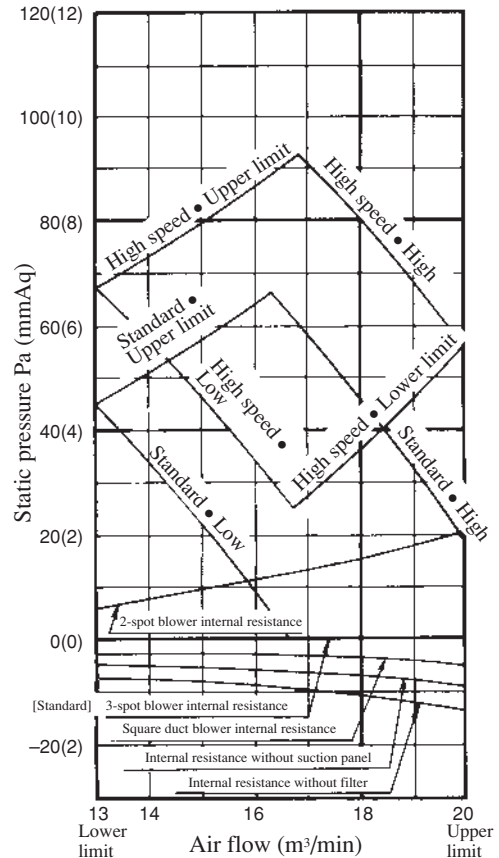 120(12)
100(10)
80(8)
60(6)
40(4)
20(2)
0(0)
–20(2)
Static pressure Pa (mmAq)
High speed • Upper limit
High speed • High
Standard •
Upper limit
High speed •
Low
High speed • Lower limit
Standard • Low
Standard • High
2-spot blower internal resistance
[Standard] 3-spot blower internal resistance
Square duct blower internal resistance
Internal resistance without suction panel
Internal resistance without filter
13 14 16 18 20
Lower
limit
Air flow (m³/min)
Upper
limit